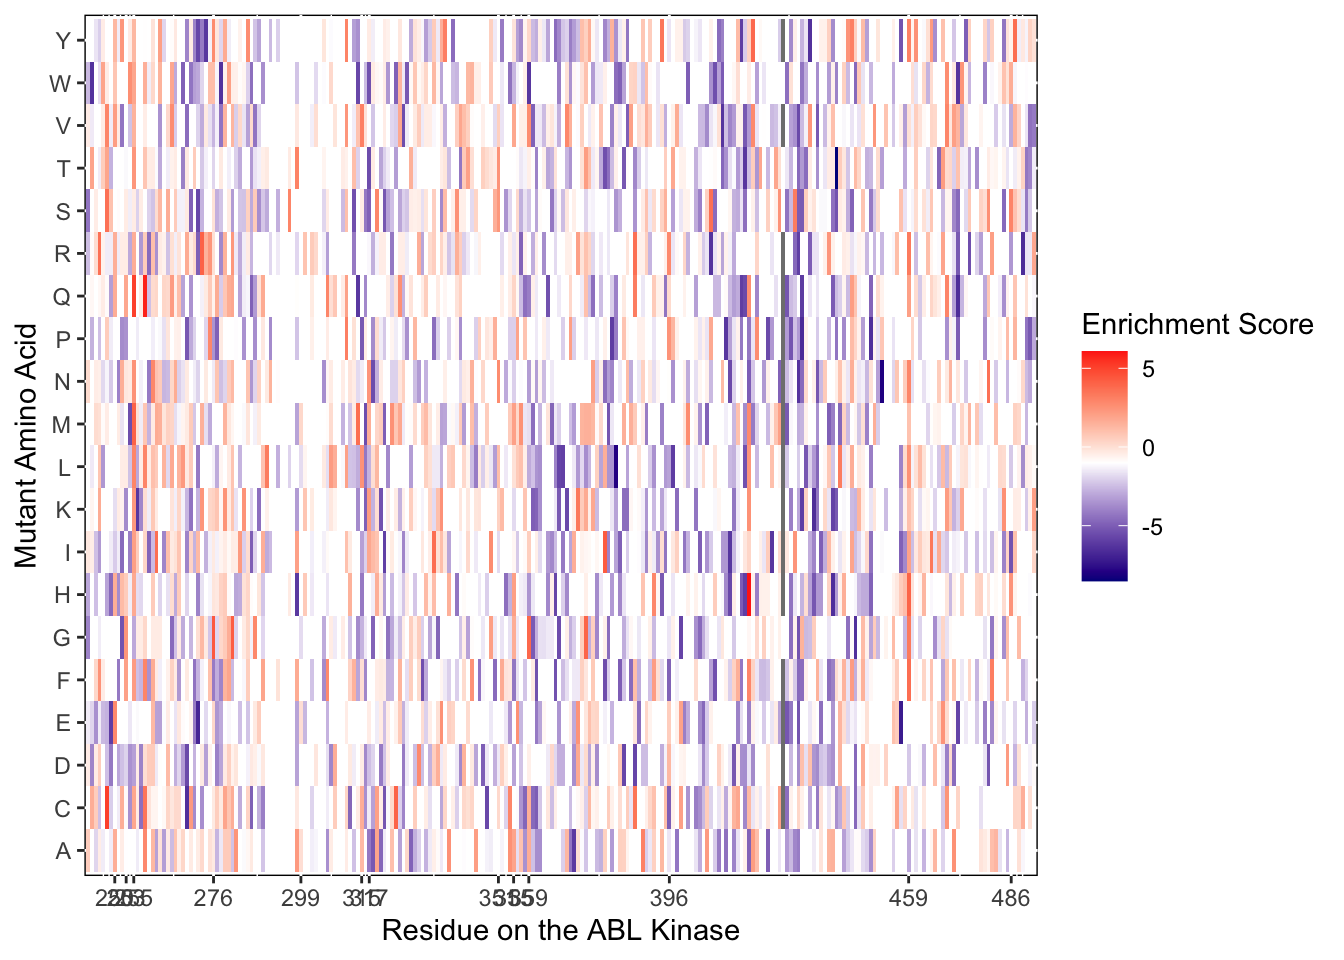 Mutant Amino Acid
Y
W
V
T
S
R
Q
P
N
M
L
K
I
H
G
F
E
D
C
A
276
299
317
359
396
459
486
Residue on the ABL Kinase
Enrichment Score
5
0
-5